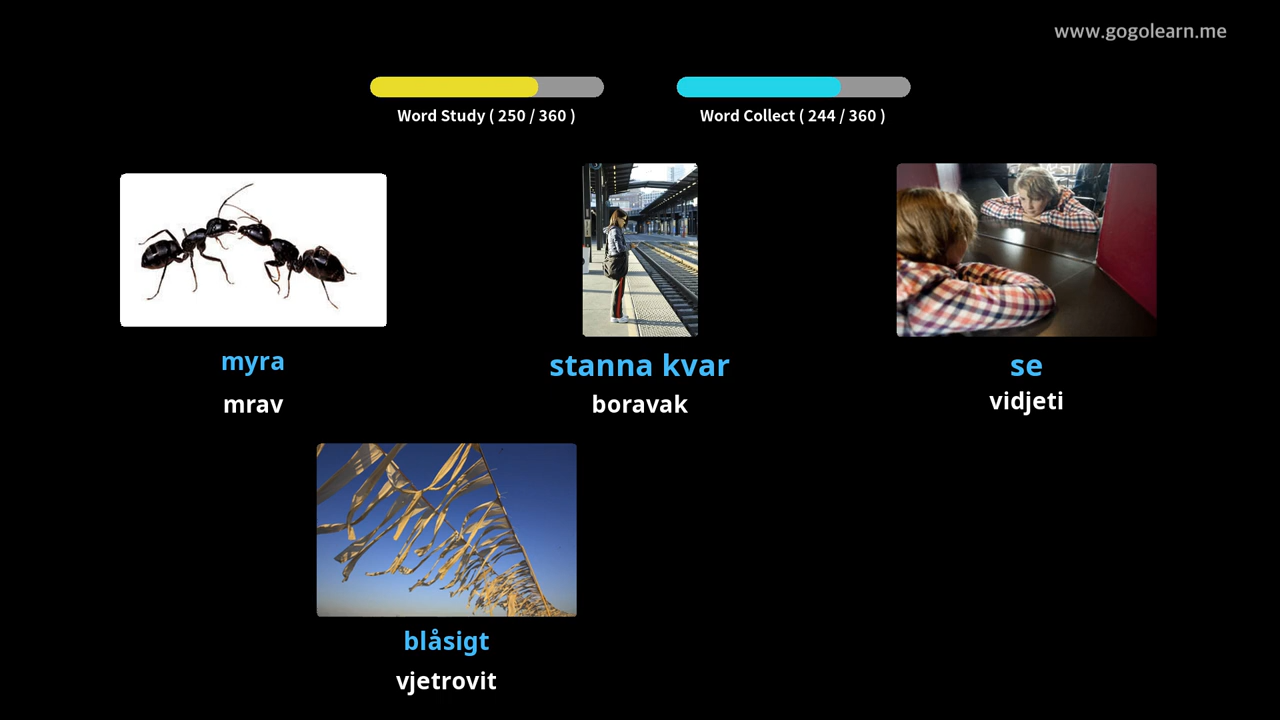 www.gogolearn.me
Word Study ( 250 / 360 )
Word Collect ( 244 / 360 )
myra
mrav
stanna kvar
boravak
se
vidjeti
blåsigt
vjetrovit